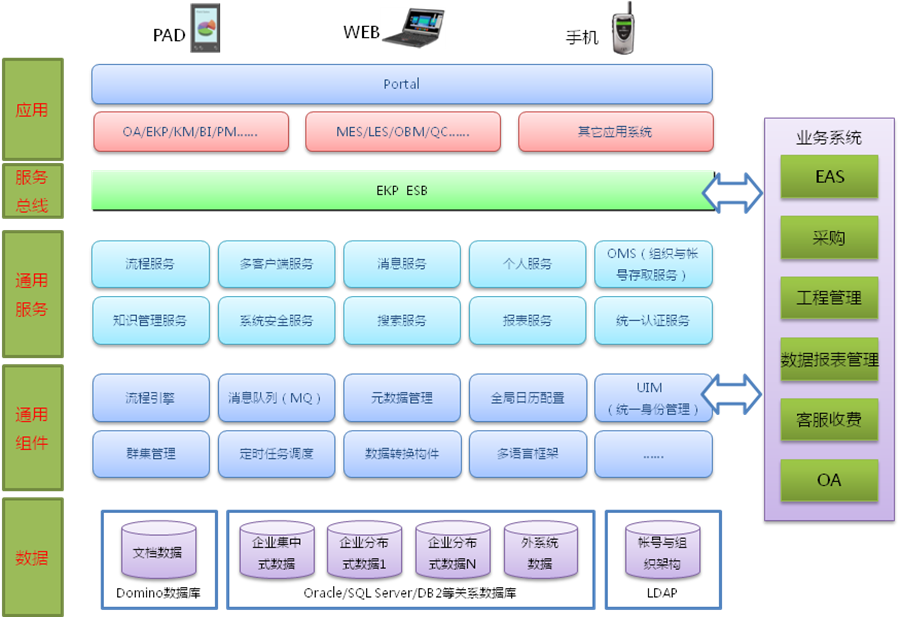 PAD
WEB
手机
应用
Portal
OA/EKP/KM/BI/PM......
MES/LES/OBM/QC......
其它应用系统
服务
总线
EKP ESB
通用
服务
流程服务
多客户端服务
消息服务
个人服务
OMS（组织与帐
号存取服务）
知识管理服务
系统安全服务
搜索服务
报表服务
统一认证服务
通用
组件
流程引擎
消息队列（MQ）
元数据管理
全局日历配置
UIM
（统一身份管理）
群集管理
定时任务调度
数据转换构件
多语言框架
......
数据
文档数据
Domino数据库
企业集中
式数据
企业分布
式数据1
企业分布
式数据N
外系统
数据
Oracle/SQL Server/DB2等关系数据库
帐号与组
织架构
LDAP
业务系统
EAS
采购
工程管理
数据报表管理
客服收费
OA